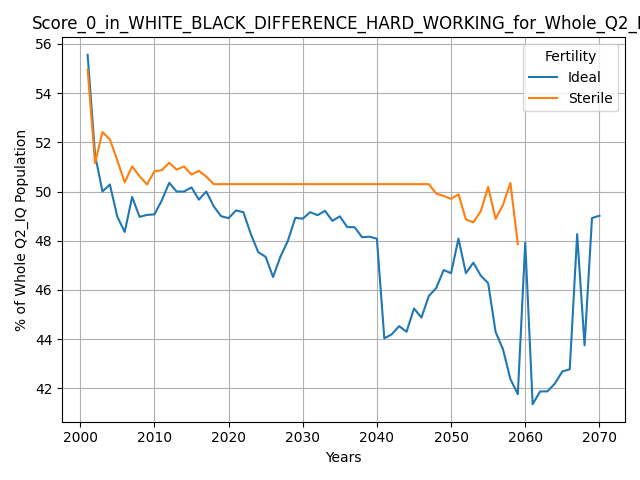 Score_0_in_WHITE_BLACK_DIFFERENCE_HARD_WORKING_for_Whole_Q2_I
Fertility
Ideal
Sterile
% of Whole Q2_IQ Population
56
54
52
50
48
46
44
42
2000 2010 2020 2030 2040 2050 2060 2070
Years